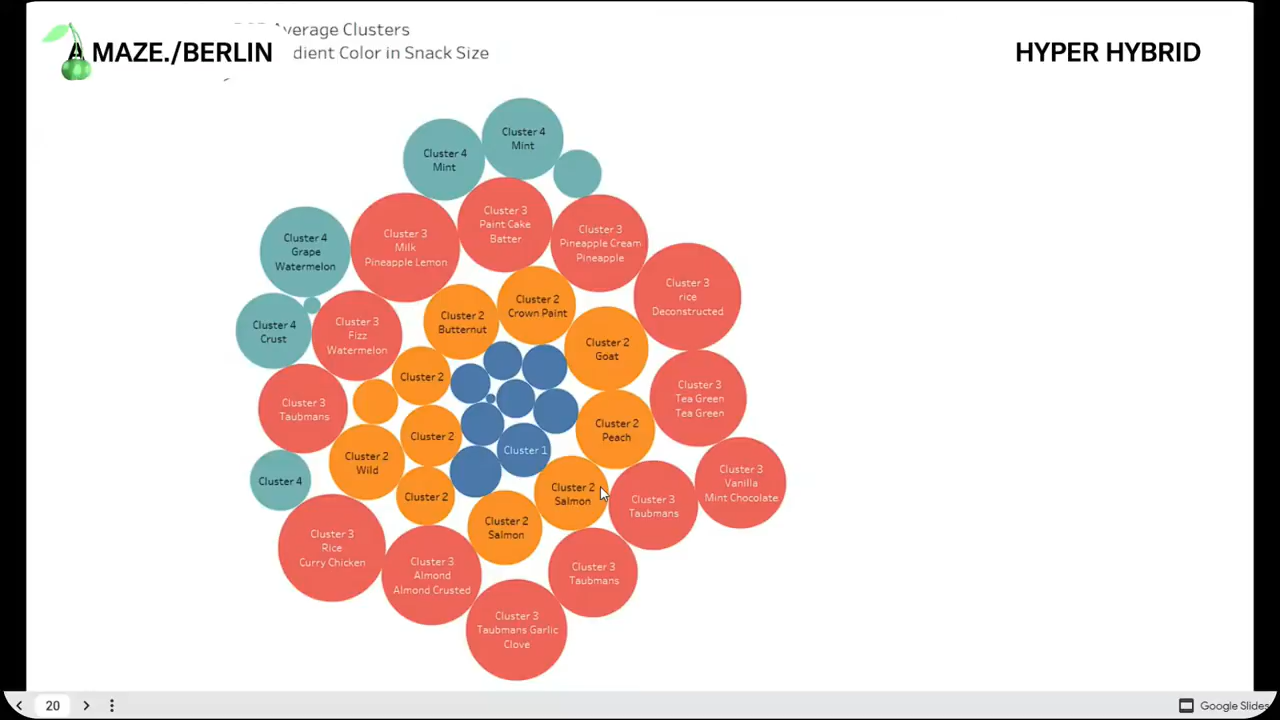 Average Clusters
dient Color in Snack Size
A MAZE./BERLIN
HYPER HYBRID
Cluster 4
Mint
Cluster 4
Mint
Cluster 3
Paint Cake
Batter
Cluster 3
Milk
Pineapple Lemon
Cluster 3
Pineapple Cream
Pineapple
Cluster 4
Grape
Watermelon
Cluster 3
rice
Deconstructed
Cluster 2
Crown Paint
Cluster 2
Butternut
Cluster 4
Crust
Cluster 3
Fizz
Watermelon
Cluster 2
Goat
Cluster 2
Cluster 3
Tea Green
Tea Green
Cluster 3
Taubmans
Cluster 2
Peach
Cluster 2
Cluster 1
Cluster 2
Wild
Cluster 3
Vanilla
Mint Chocolate
Cluster 4
Cluster 2
Cluster 2
Salmon
Cluster 3
Taubmans
Cluster 2
Salmon
Cluster 3
Rice
Curry Chicken
Cluster 3
Almond
Almond Crusted
Cluster 3
Taubmans
Cluster 3
Taubmans Garlic
Clove
20
Google Slides